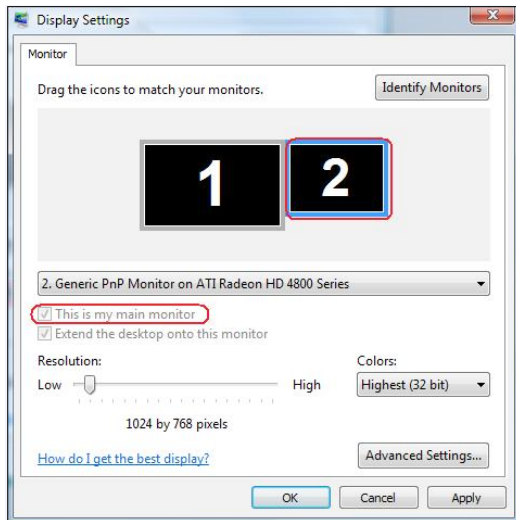 Display Settings
Monitor
Drag the icons to match your monitors.
Identify Monitors
1
2
2. Generic PnP Monitor on ATI Radeon HD 4800 Series
This is my main monitor
Extend the desktop onto this monitor
Resolution:
Colors:
Low
High
Highest (32 bit)
1024 by 768 pixels
How do I get the best display?
Advanced Settings...
OK
Cancel
Apply